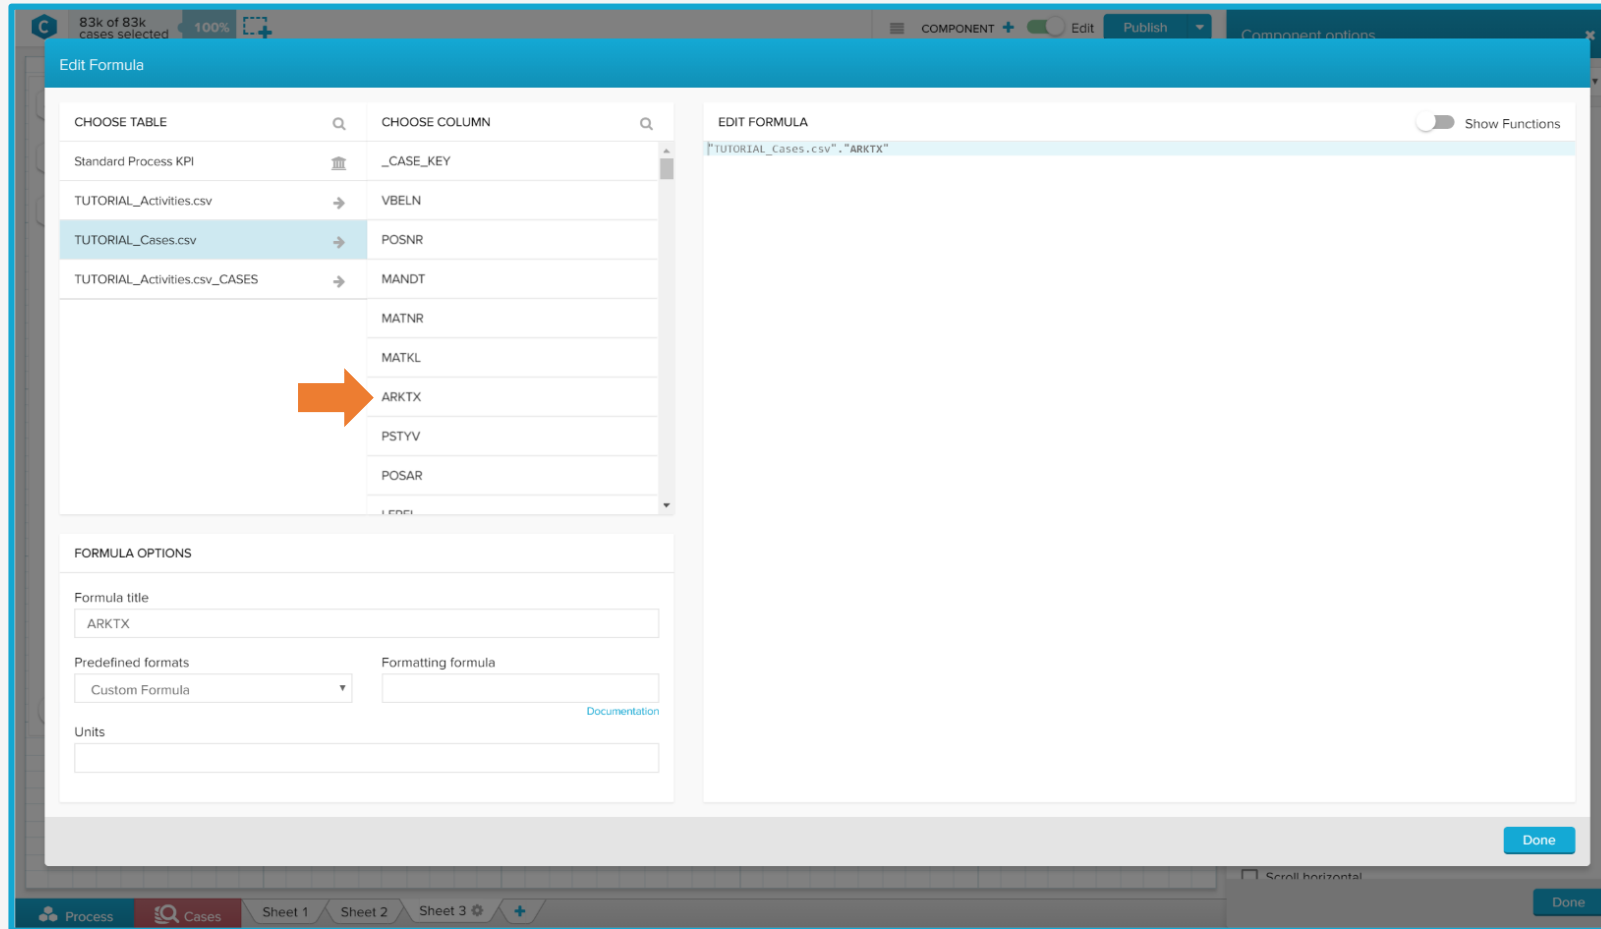 83k of 83k
cases selected
100%
COMPONENT
Edit
Publish
Component options
Edit Formula
CHOOSE TABLE
CHOOSE COLUMN
EDIT FORMULA
Show Functions
Standard Process KPI
_CASE_KEY
"TUTORIAL_Cases.csv"."ARKTX"
TUTORIAL_Activities.csv
VBELN
TUTORIAL_Cases.csv
POSNR
TUTORIAL_Activities.csv_CASES
MANDT
MATNR
MATKL
ARKTX
PSTYV
POSAR
FORMULA OPTIONS
Formula title
ARKTX
Predefined formats
Formatting formula
Custom Formula
Documentation
Units
Done
Scroll horizontal
Done
Process
Cases
Sheet 1
Sheet 2
Sheet 3